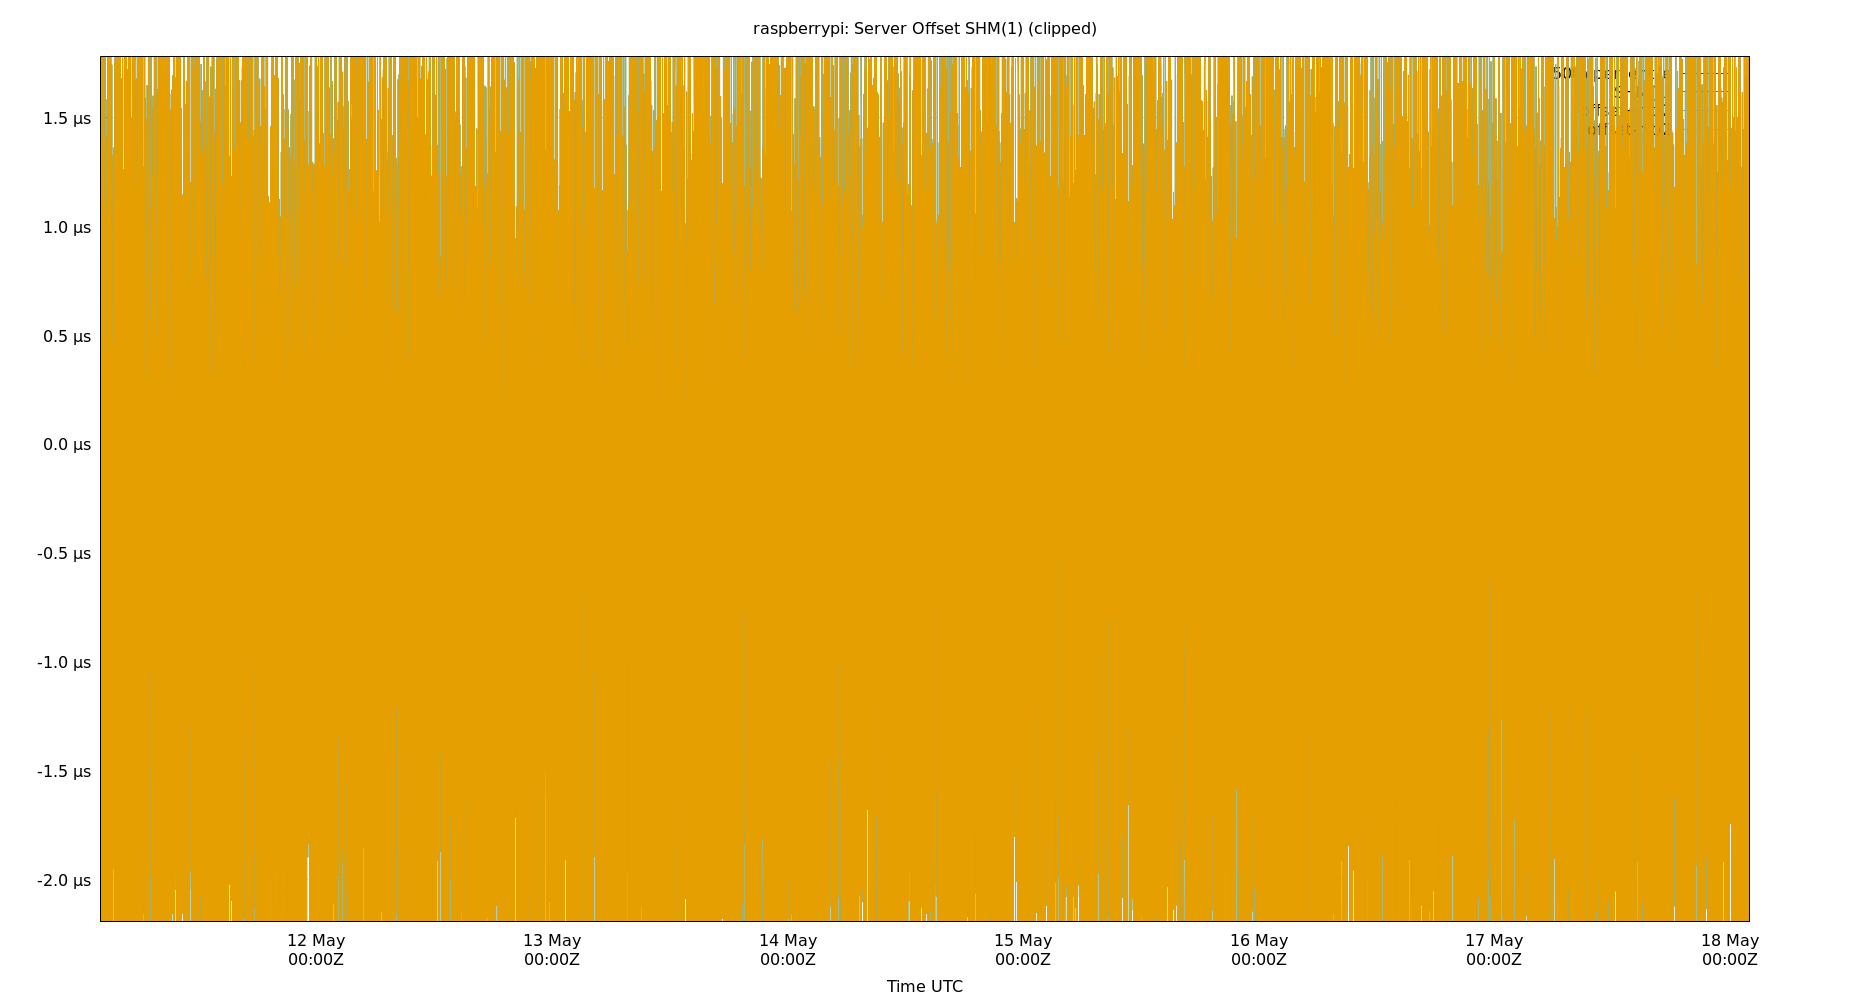 raspberrypi: Server Offset SHM(1) (clipped)
1.5 µs
1.0 µs
0.5 µs
0.0 µs
-0.5 µs
-1.0 µs
-1.5 µs
-2.0 µs
12 May
00:00Z
13 May
00:00Z
14 May
00:00Z
15 May
00:00Z
16 May
00:00Z
17 May
00:00Z
18 May
00:00Z
Time UTC